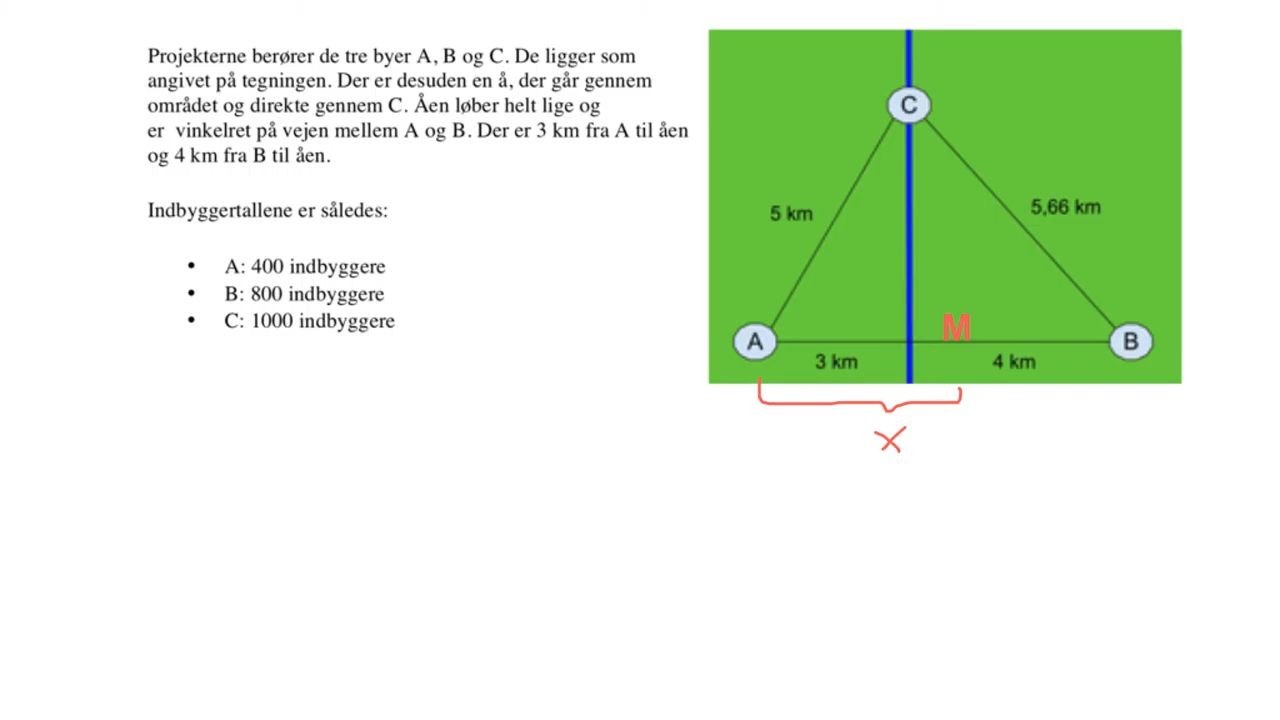 Projekterne berører de tre byer A, B og C. De ligger som
angivet på tegningen. Der er desuden en å, der går gennem
området og direkte gennem C. Åen løber helt lige og
er vinkelret på vejen mellem A og B. Der er 3 km fra A til åen
og 4 km fra B til åen.
Indbyggertallene er således:
• A: 400 indbyggere
• B: 800 indbyggere
• C: 1000 indbyggere
C
5 km
5,66 km
M
A
B
3 km
4 km
X